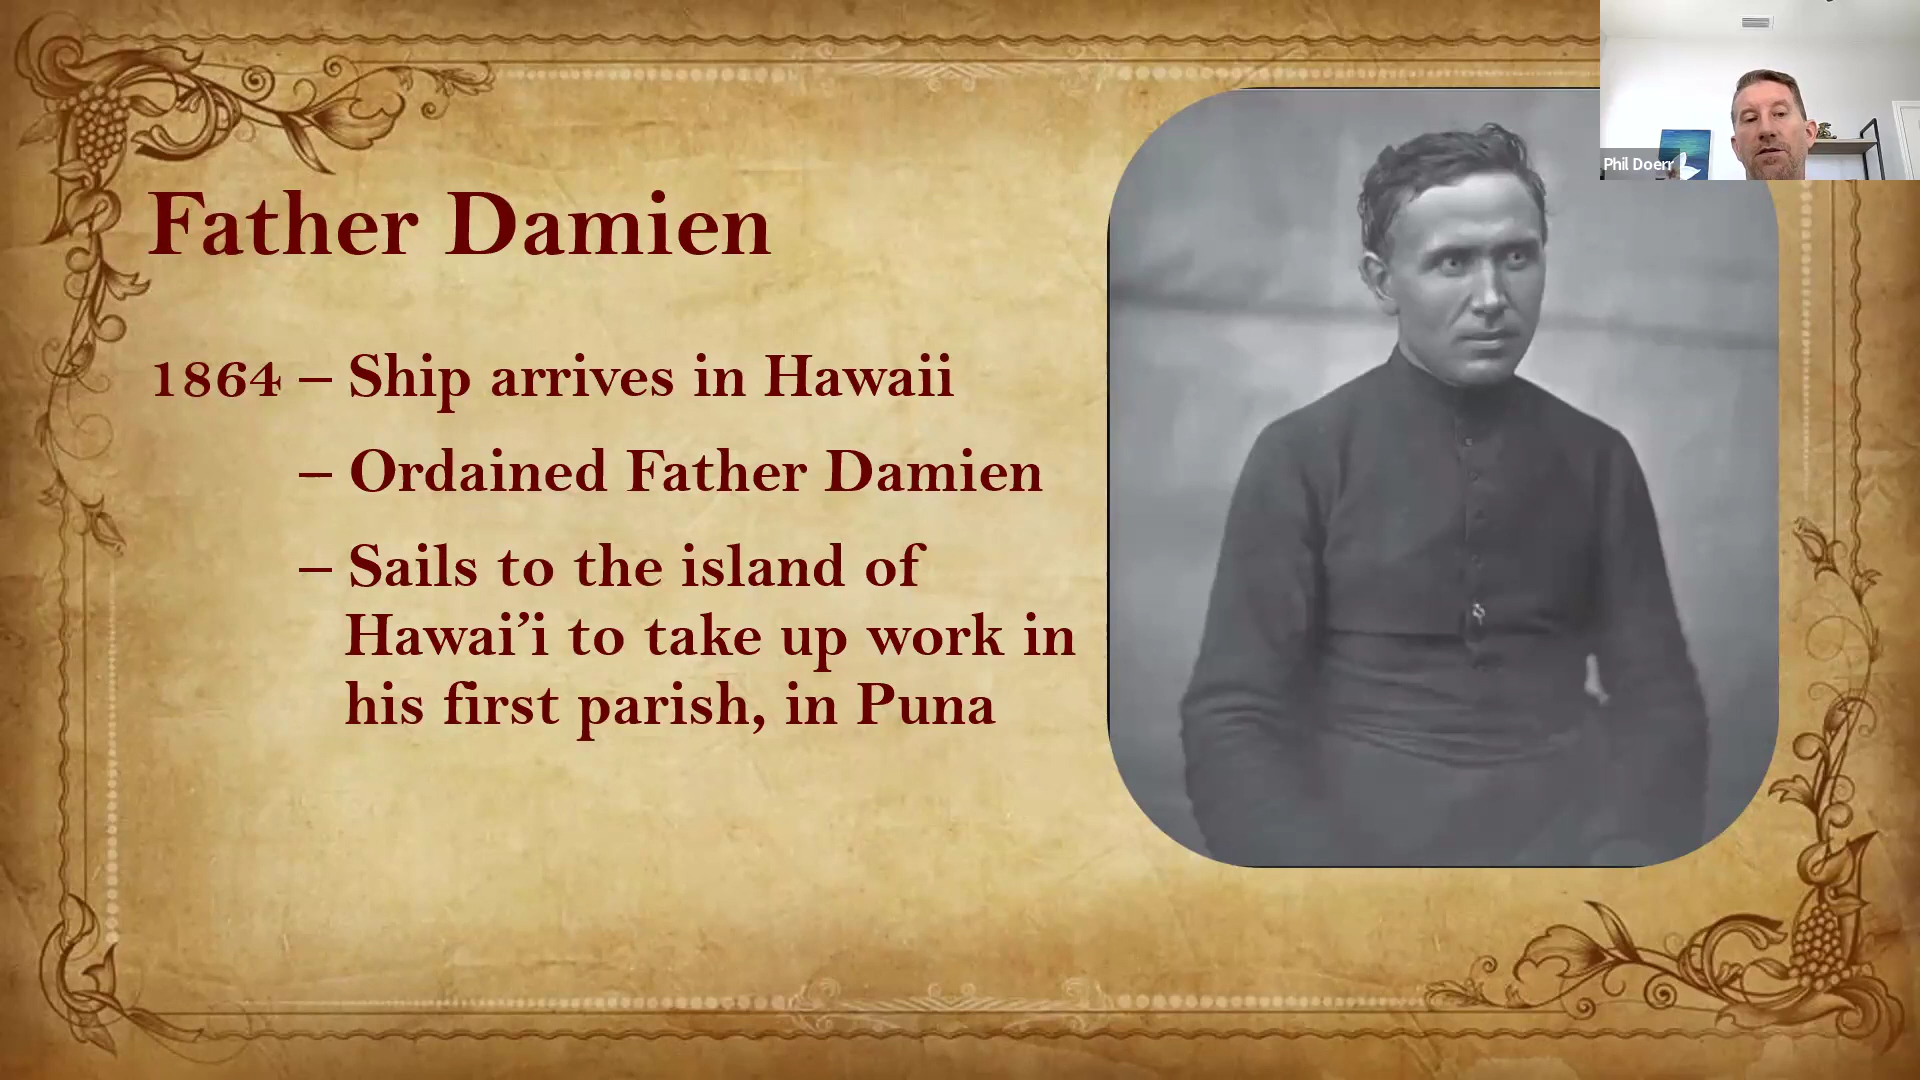 Phil Doerr
Father Damien
1864 – Ship arrives in Hawaii
– Ordained Father Damien
– Sails to the island of
Hawai’i to take up work in
his first parish, in Puna